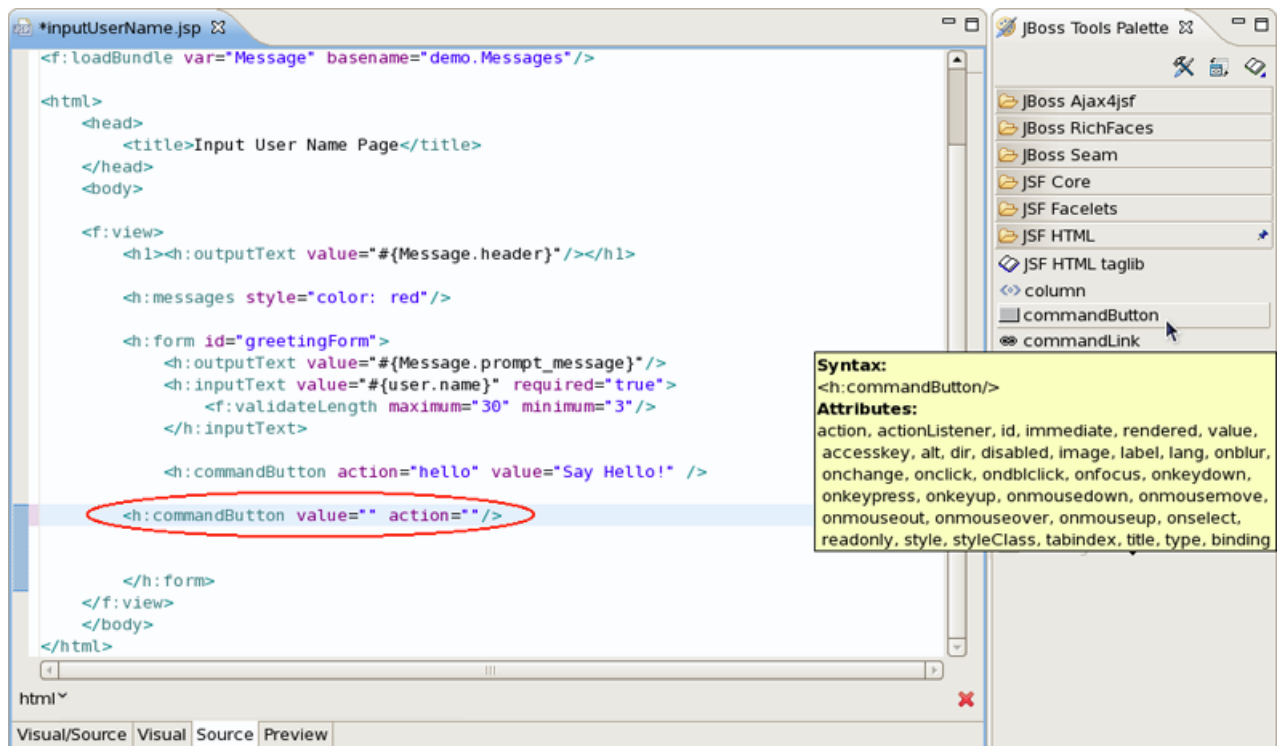 *inputUserName.jsp
<f:loadBundle var="Message" basename="demo.Messages"/>
<html>
<head>
<title>Input User Name Page</title>
</head>
<body>
<f:view>
<h1><h:outputText value="#{Message.header}"/></h1>
<h:messages style="color: red"/>
<h:form id="greetingForm">
<h:outputText value="#{Message.prompt_message}"/>
<h:inputText value="#{user.name}" required="true">
<f:validateLength maximum="30" minimum="3"/>
</h:inputText>
<h:commandButton action="hello" value="Say Hello!" />
<h:commandButton value="" action=""/>
</h:form>
</f:view>
</body>
</html>
html
Visual/Source Visual Source Preview
JBoss Tools Palette
JBoss Ajax4jsf
JBoss RichFaces
JBoss Seam
JSF Core
JSF Facelets
JSF HTML
JSF HTML taglib
column
commandButton
commandLink
Syntax:
<h:commandButton/>
Attributes:
action, actionListener, id, immediate, rendered, value,
accesskey, alt, dir, disabled, image, label, lang, onblur,
onchange, onclick, ondblclick, onfocus, onkeydown,
onkeypress, onkeyup, onmousedown, onmousemove,
onmouseout, onmouseover, onmouseup, onselect,
readonly, style, styleClass, tabindex, title, type, binding